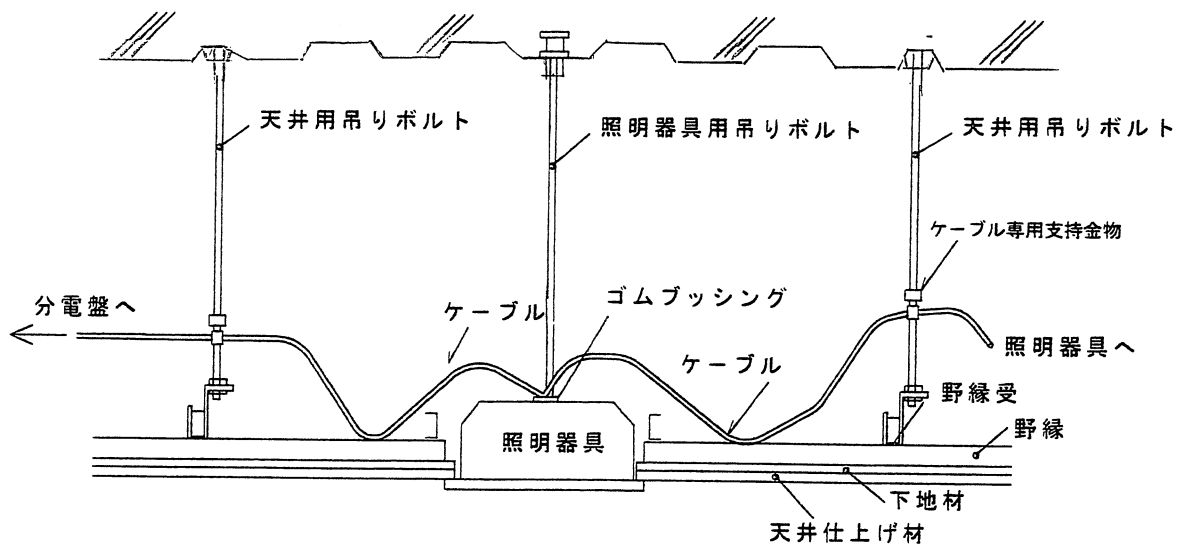 天井用吊りボルト
照明器具用吊りボルト
天井用吊りボルト
ケーブル専用支持金物
分電盤へ
ケーブル
ゴムブッシング
ケーブル
照明器具へ
野縁受
野縁
照明器具
下地材
天井仕上げ材